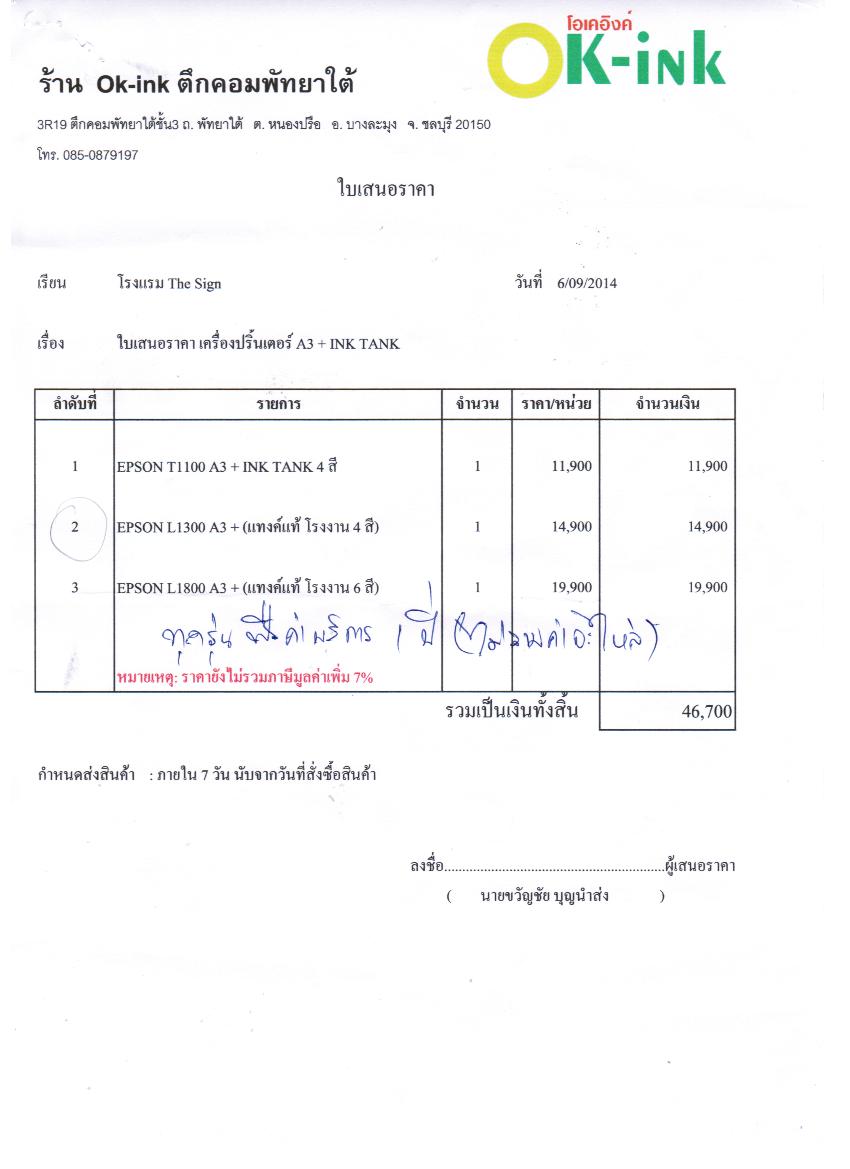 โอเคอิงค์
OK-ink
ร้าน Ok-ink ตึกคอมพัทยาใต้
3R19 ตึกคอมพัทยาใต้ชั้น3 ถ. พัทยาใต้ ต. หนองปรือ อ. บางละมุง จ. ชลบุรี 20150
โทร. 085-0879197
ใบเสนอราคา
เรียน โรงแรม The Sign วันที่ 6/09/2014
เรื่อง ใบเสนอราคา เครื่องปริ้นเตอร์ A3 + INK TANK
ลำดับที่ รายการ จำนวน ราคา/หน่วย จำนวนเงิน
1 EPSON T1100 A3 + INK TANK 4 สี 1 11,900 11,900
2 EPSON L1300 A3 + (แทงค์แท้ โรงงาน 4 สี) 1 14,900 14,900
3 EPSON L1800 A3 + (แทงค์แท้ โรงงาน 6 สี) 1 19,900 19,900
ทุกรุ่น ฟรีค่าบริการ 1 ปี (ไม่รวมค่าอะไหล่)
หมายเหตุ: ราคายังไม่รวมภาษีมูลค่าเพิ่ม 7%
รวมเป็นเงินทั้งสิ้น 46,700
กำหนดส่งสินค้า : ภายใน 7 วัน นับจากวันที่สั่งซื้อสินค้า
ลงชื่อ............................................................ผู้เสนอราคา
( นายขวัญชัย บุญนำส่ง )